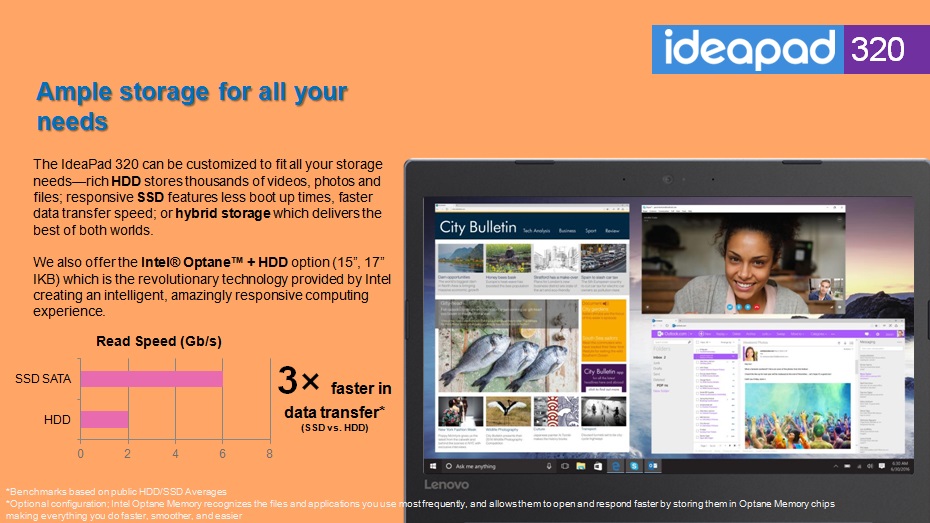 ideapad 320
Ample storage for all your
needs
The IdeaPad 320 can be customized to fit all your storage
needs—rich HDD stores thousands of videos, photos and
files; responsive SSD features less boot up times, faster
data transfer speed; or hybrid storage which delivers the
best of both worlds.
We also offer the Intel® Optane™ + HDD option (15”, 17”
IKB) which is the revolutionary technology provided by Intel
creating an intelligent, amazingly responsive computing
experience.
Read Speed (Gb/s)
SSD SATA
HDD
0 2 4 6 8
3× faster in
data transfer*
(SSD vs. HDD)
City Bulletin
Tech Analysis Business Sport Review
City Bulletin
Outlook.com
Ask me anything
6:30 AM
Lenovo
*Benchmarks based on public HDD/SSD Averages
*Optional configuration; Intel Optane Memory recognizes the files and applications you use most frequently, and allows them to open and respond faster by storing them in Optane Memory chips
making everything you do faster, smoother, and easier